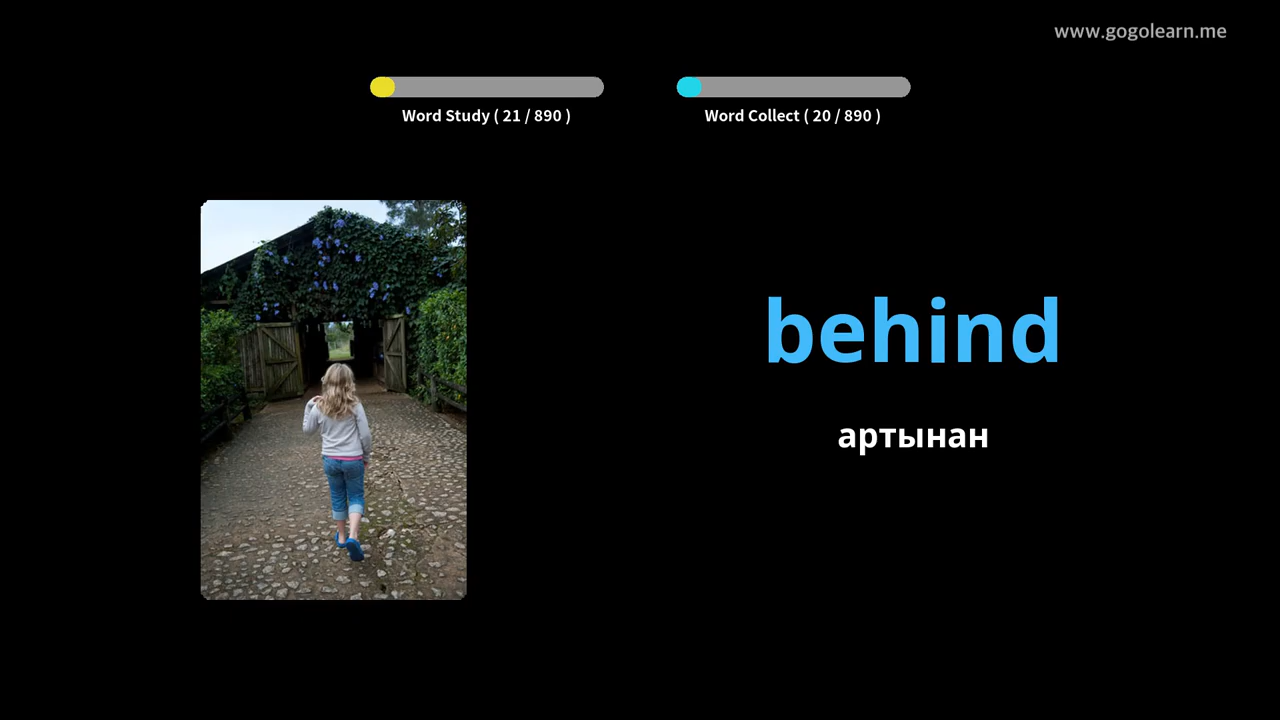 www.gogolearn.me
Word Study ( 21 / 890 )
Word Collect ( 20 / 890 )
behind
артынан